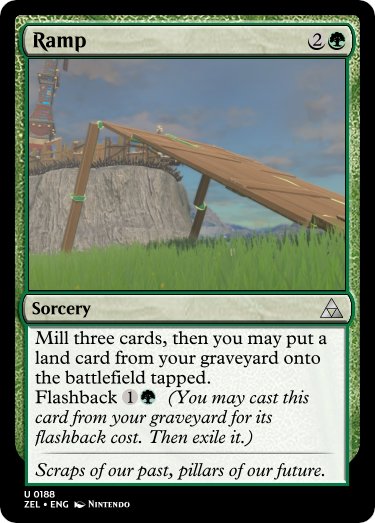 Ramp 2
Sorcery
Mill three cards, then you may put a
land card from your graveyard onto
the battlefield tapped.
Flashback 1 (You may cast this
card from your graveyard for its
flashback cost. Then exile it.)
Scraps of our past, pillars of our future.
U 0188
ZEL • ENG Nintendo